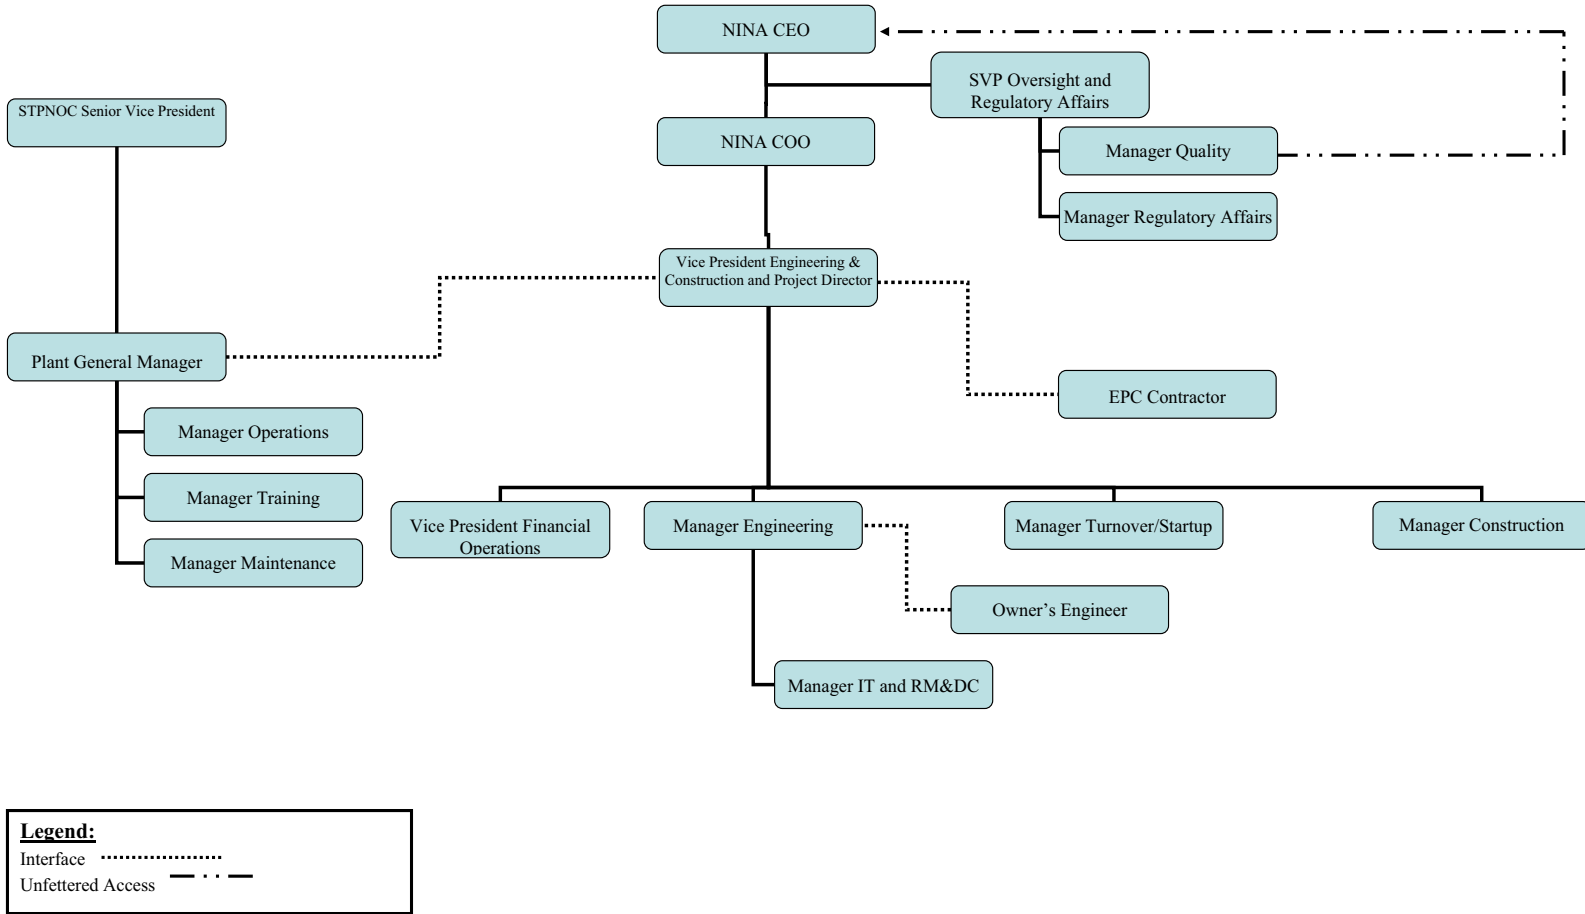 NINA CEO
SVP Oversight and
Regulatory Affairs
STPNOC Senior Vice President
NINA COO
Manager Quality
Manager Regulatory Affairs
Vice President Engineering &
Construction and Project Director
Plant General Manager
EPC Contractor
Manager Operations
Manager Training
Manager Maintenance
Vice President Financial
Operations
Manager Engineering
Manager Turnover/Startup
Manager Construction
Owner’s Engineer
Manager IT and RM&DC
Legend:
Interface
Unfettered Access